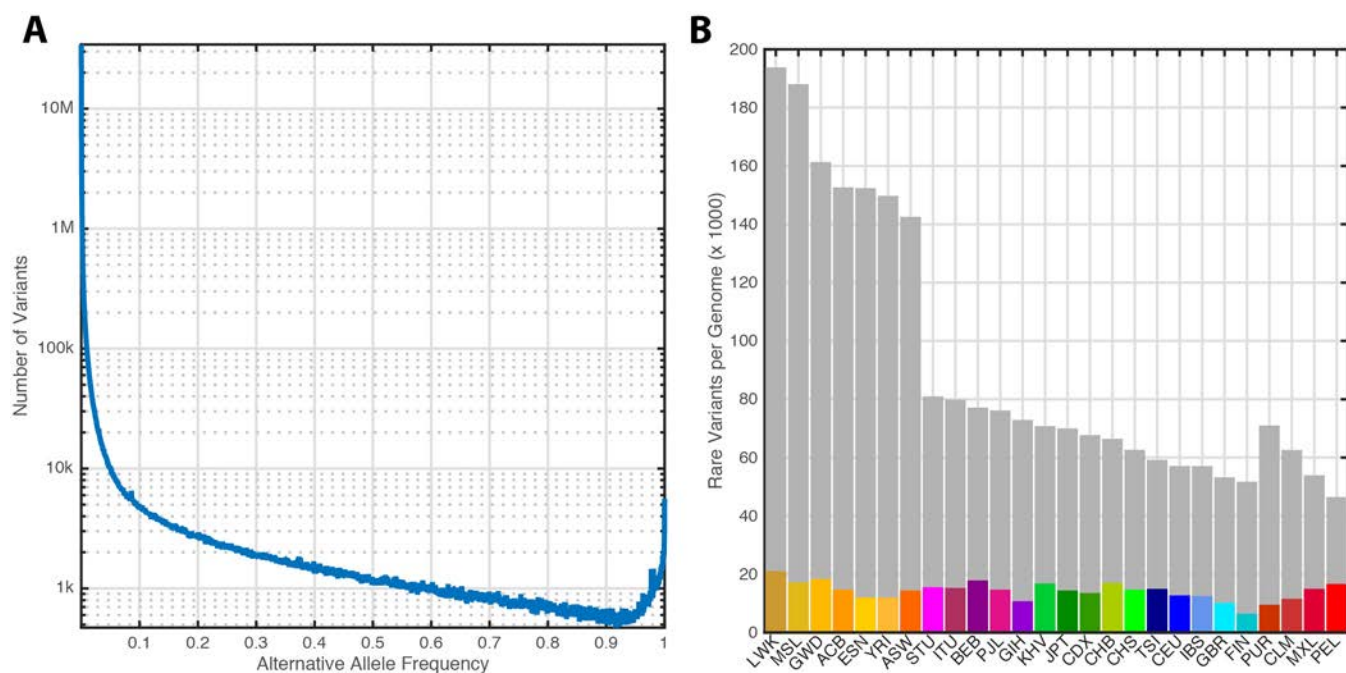 A
Number of Variants
10M
1M
100k
10k
1k
0.1 0.2 0.3 0.4 0.5 0.6 0.7 0.8 0.9 1
Alternative Allele Frequency
B
Rare Variants per Genome (x 1000)
200
180
160
140
120
100
80
60
40
20
0
LWK MSL GWD ACB ESN YRI ASW STU ITU BEB PJL GIH KHV JPT CDX CHB CHS TSI CEU IBS GBR FIN PUR CLM MXL PEL